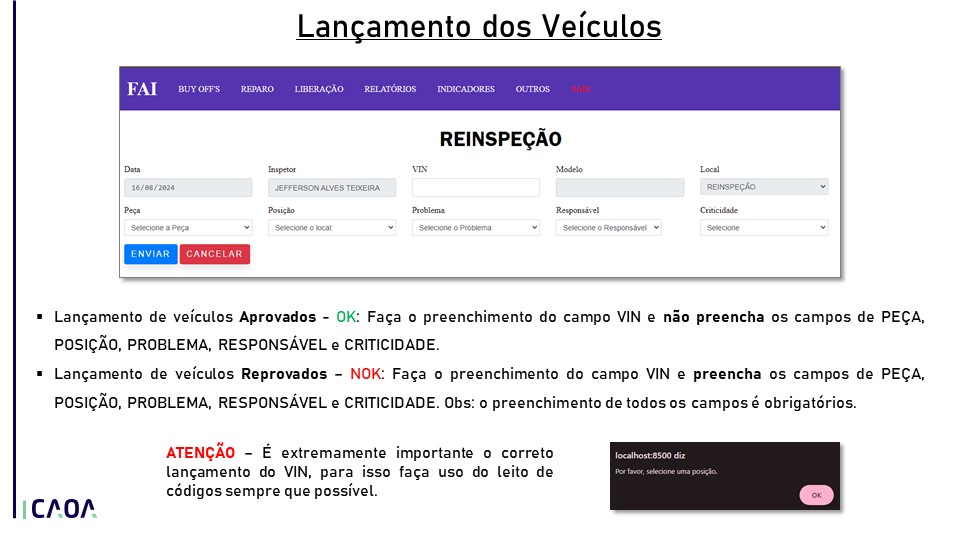 Lançamento dos Veículos
FAI BUY OFF'S REPARO LIBERAÇÃO RELATÓRIOS INDICADORES OUTROS SAIR
REINSPEÇÃO
Data Inspetor VIN Modelo Local
16/08/2024 JEFFERSON ALVES TEIXEIRA REINSPEÇÃO
Peça Posição Problema Responsável Criticidade
Selecione a Peça Selecione o local: Selecione o Problema Selecione o Responsável Selecione
ENVIAR CANCELAR
▪ Lançamento de veículos Aprovados - OK: Faça o preenchimento do campo VIN e não preencha os campos de PEÇA,
POSIÇÃO, PROBLEMA, RESPONSÁVEL e CRITICIDADE.
▪ Lançamento de veículos Reprovados – NOK: Faça o preenchimento do campo VIN e preencha os campos de PEÇA,
POSIÇÃO, PROBLEMA, RESPONSÁVEL e CRITICIDADE. Obs: o preenchimento de todos os campos é obrigatórios.
ATENÇÃO – É extremamente importante o correto
lançamento do VIN, para isso faça uso do leito de
códigos sempre que possível.
localhost:8500 diz
Por favor, selecione uma posição.
OK
CAOA